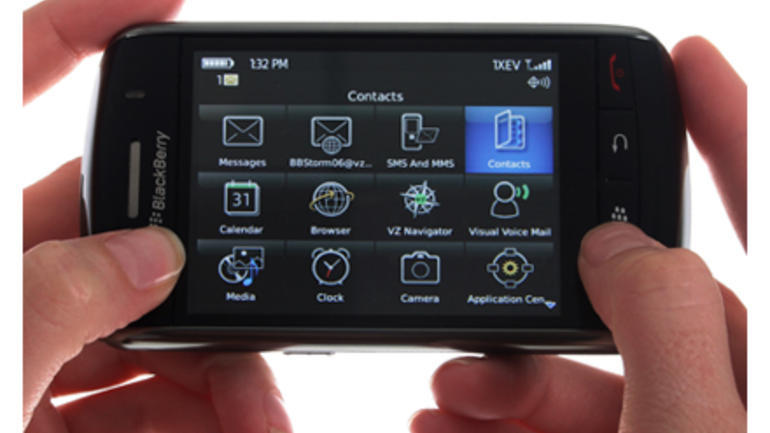 1:32 PM 1XEV
1
Contacts
Messages BBStorm06@vz... SMS And MMS Contacts
31
Calendar Browser VZ Navigator Visual Voice Mail
Media Clock Camera Application Cen...
BlackBerry